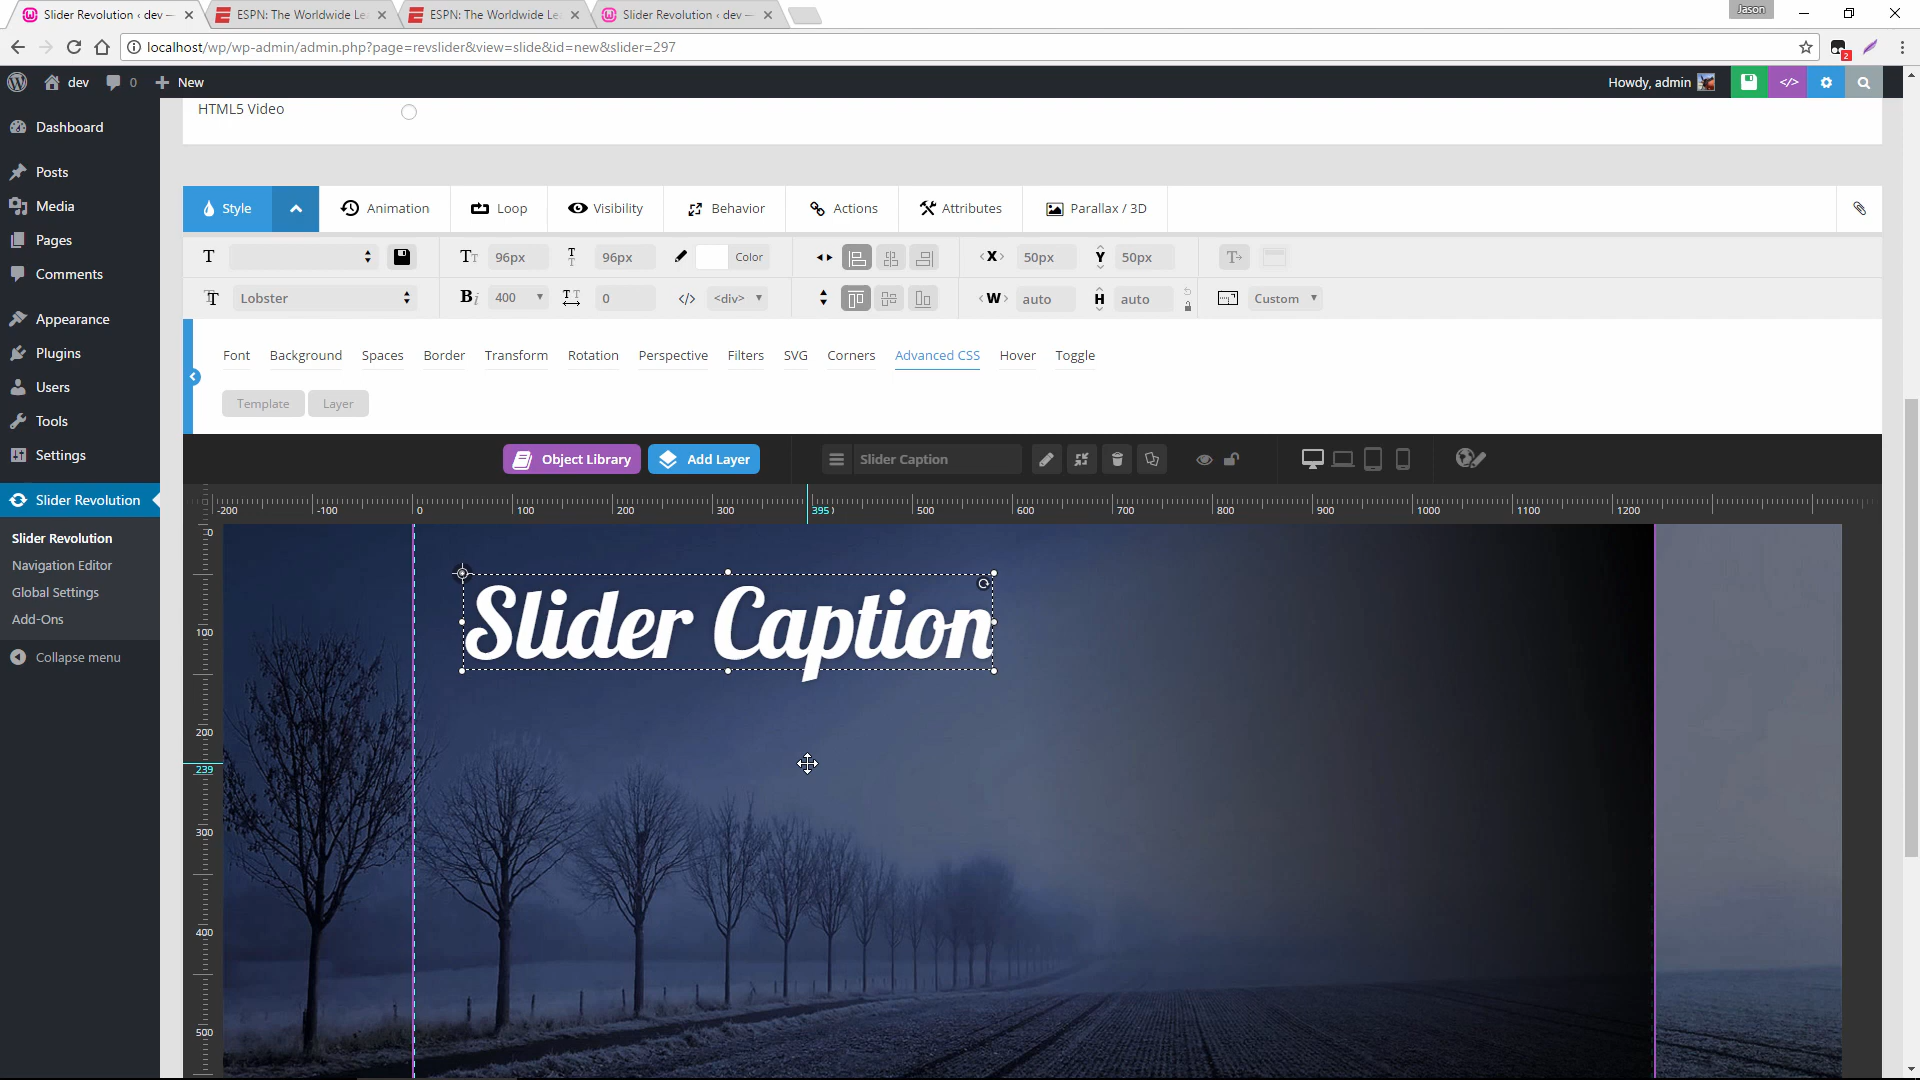 Slider Revolution ‹ dev —
ESPN: The Worldwide Le
ESPN: The Worldwide Le
Slider Revolution ‹ dev —
Jason
localhost/wp/wp-admin/admin.php?page=revslider&view=slide&id=new&slider=297
2
dev
0
New
Howdy, admin
Dashboard
Posts
Media
Pages
Comments
Appearance
Plugins
Users
Tools
Settings
Slider Revolution
Slider Revolution
Navigation Editor
Global Settings
Add-Ons
Collapse menu
HTML5 Video
Style
Animation
Loop
Visibility
Behavior
Actions
Attributes
Parallax / 3D
96px
96px
Color
X
50px
Y
50px
Lobster
400
0
<div>
W
auto
H
auto
Custom
Font
Background
Spaces
Border
Transform
Rotation
Perspective
Filters
SVG
Corners
Advanced CSS
Hover
Toggle
Template
Layer
Object Library
Add Layer
Slider Caption
-200
-100
0
100
200
300
395
500
600
700
800
900
1000
1100
1200
0
100
200
239
300
400
500
Slider Caption